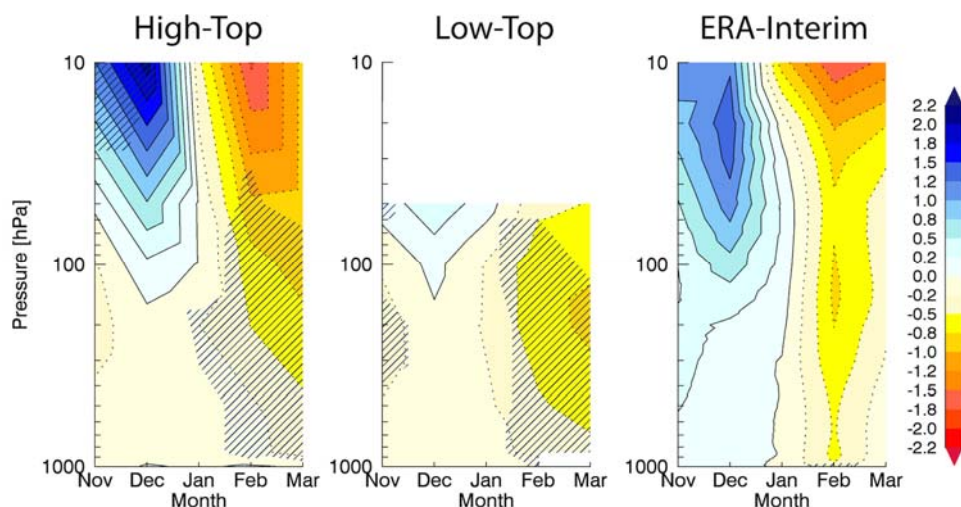 High-Top
Low-Top
ERA-Interim
Pressure [hPa]
10
100
1000
Nov Dec Jan Feb Mar
Month
10
100
1000
Nov Dec Jan Feb Mar
Month
10
100
1000
Nov Dec Jan Feb Mar
Month
2.2
2.0
1.8
1.5
1.2
0.8
0.5
0.2
0.0
-0.2
-0.5
-0.8
-1.0
-1.2
-1.5
-1.8
-2.0
-2.2